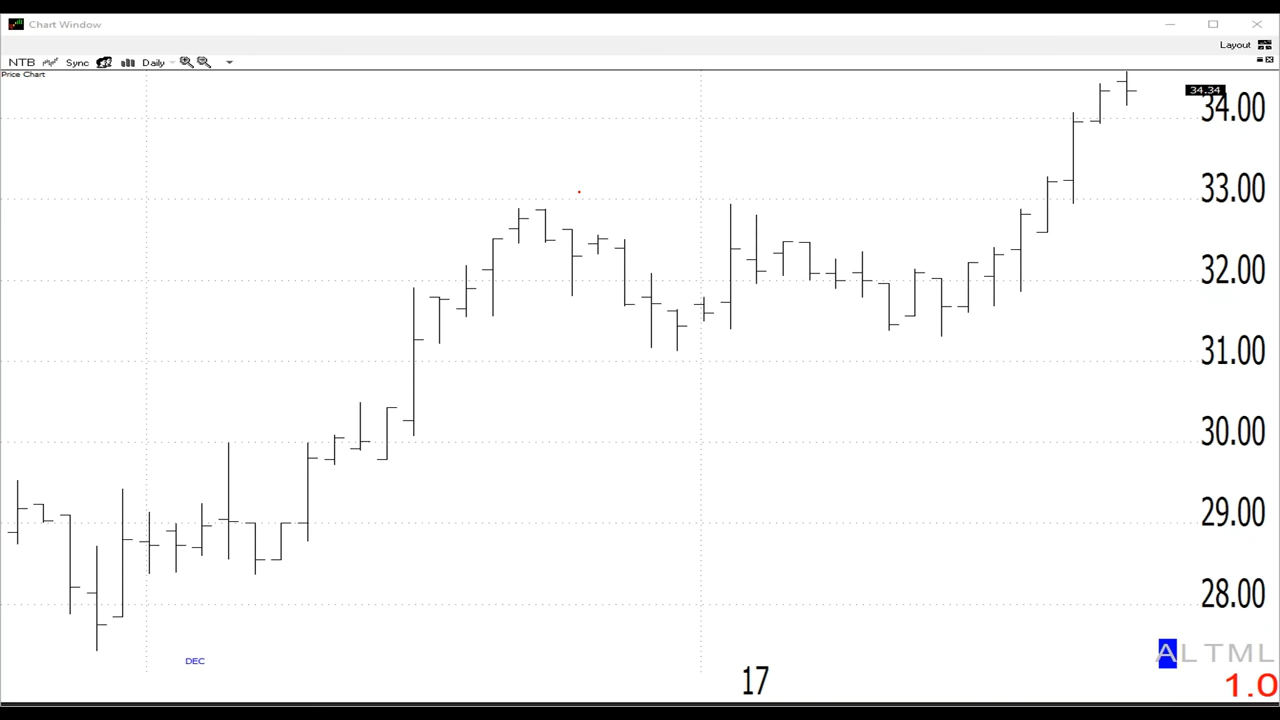 Chart Window
Layout
NTB Sync Daily
Price Chart
34.34
34.00
33.00
32.00
31.00
30.00
29.00
28.00
ALTML
DEC
17
1.0